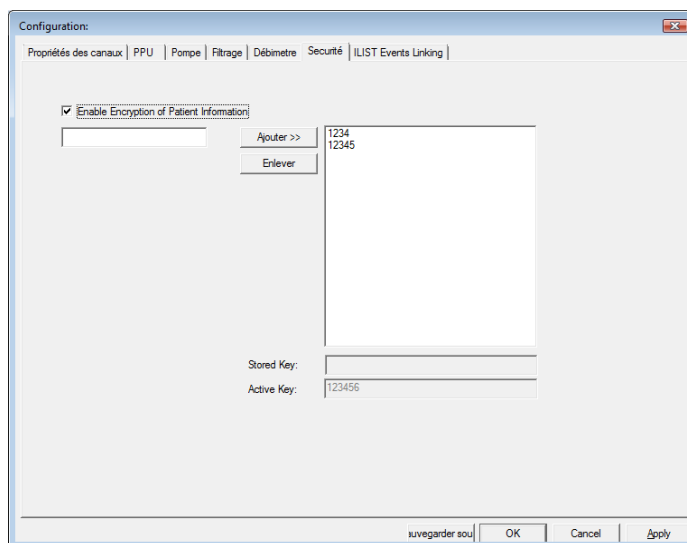 Configuration:
Propriétés des canaux PPU Pompe Filtrage Débimetre Securité ILIST Events Linking
Enable Encryption of Patient Information
Ajouter >>
1234
12345
Enlever
Stored Key:
Active Key: 123456
uvegarder sou OK Cancel Apply